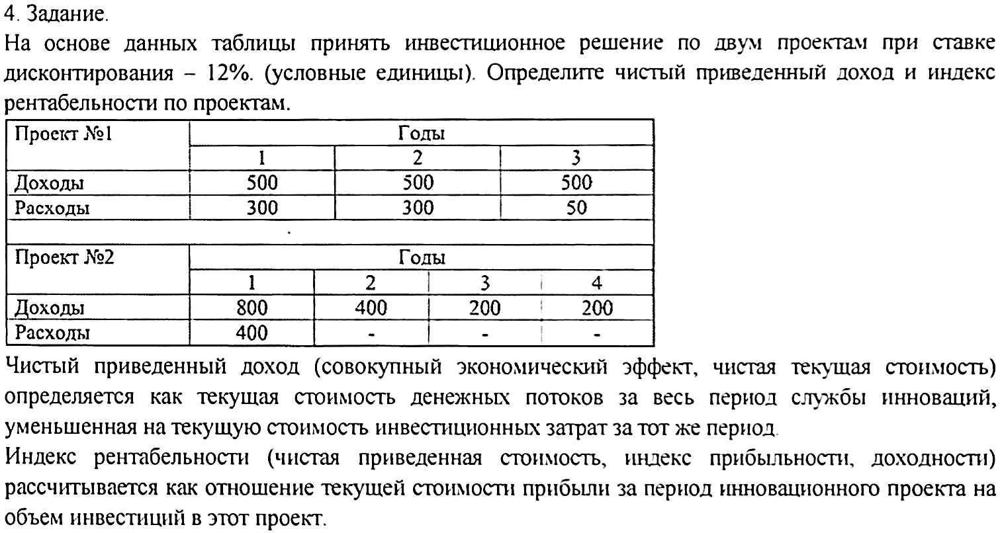 4. Задание.
На основе данных таблицы принять инвестиционное решение по двум проектам при ставке
дисконтирования – 12%. (условные единицы). Определите чистый приведенный доход и индекс
рентабельности по проектам.
Проект №1 Годы
1 2 3
Доходы 500 500 500
Расходы 300 300 50
Проект №2 Годы
1 2 3 4
Доходы 800 400 200 200
Расходы 400 - - -
Чистый приведенный доход (совокупный экономический эффект, чистая текущая стоимость)
определяется как текущая стоимость денежных потоков за весь период службы инноваций,
уменьшенная на текущую стоимость инвестиционных затрат за тот же период.
Индекс рентабельности (чистая приведенная стоимость, индекс прибыльности, доходности)
рассчитывается как отношение текущей стоимости прибыли за период инновационного проекта на
объем инвестиций в этот проект.